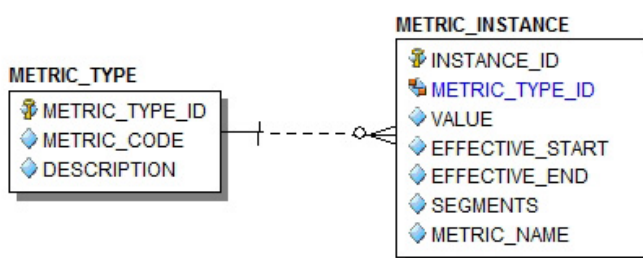 METRIC_TYPE
METRIC_TYPE_ID
METRIC_CODE
DESCRIPTION
METRIC_INSTANCE
INSTANCE_ID
METRIC_TYPE_ID
VALUE
EFFECTIVE_START
EFFECTIVE_END
SEGMENTS
METRIC_NAME